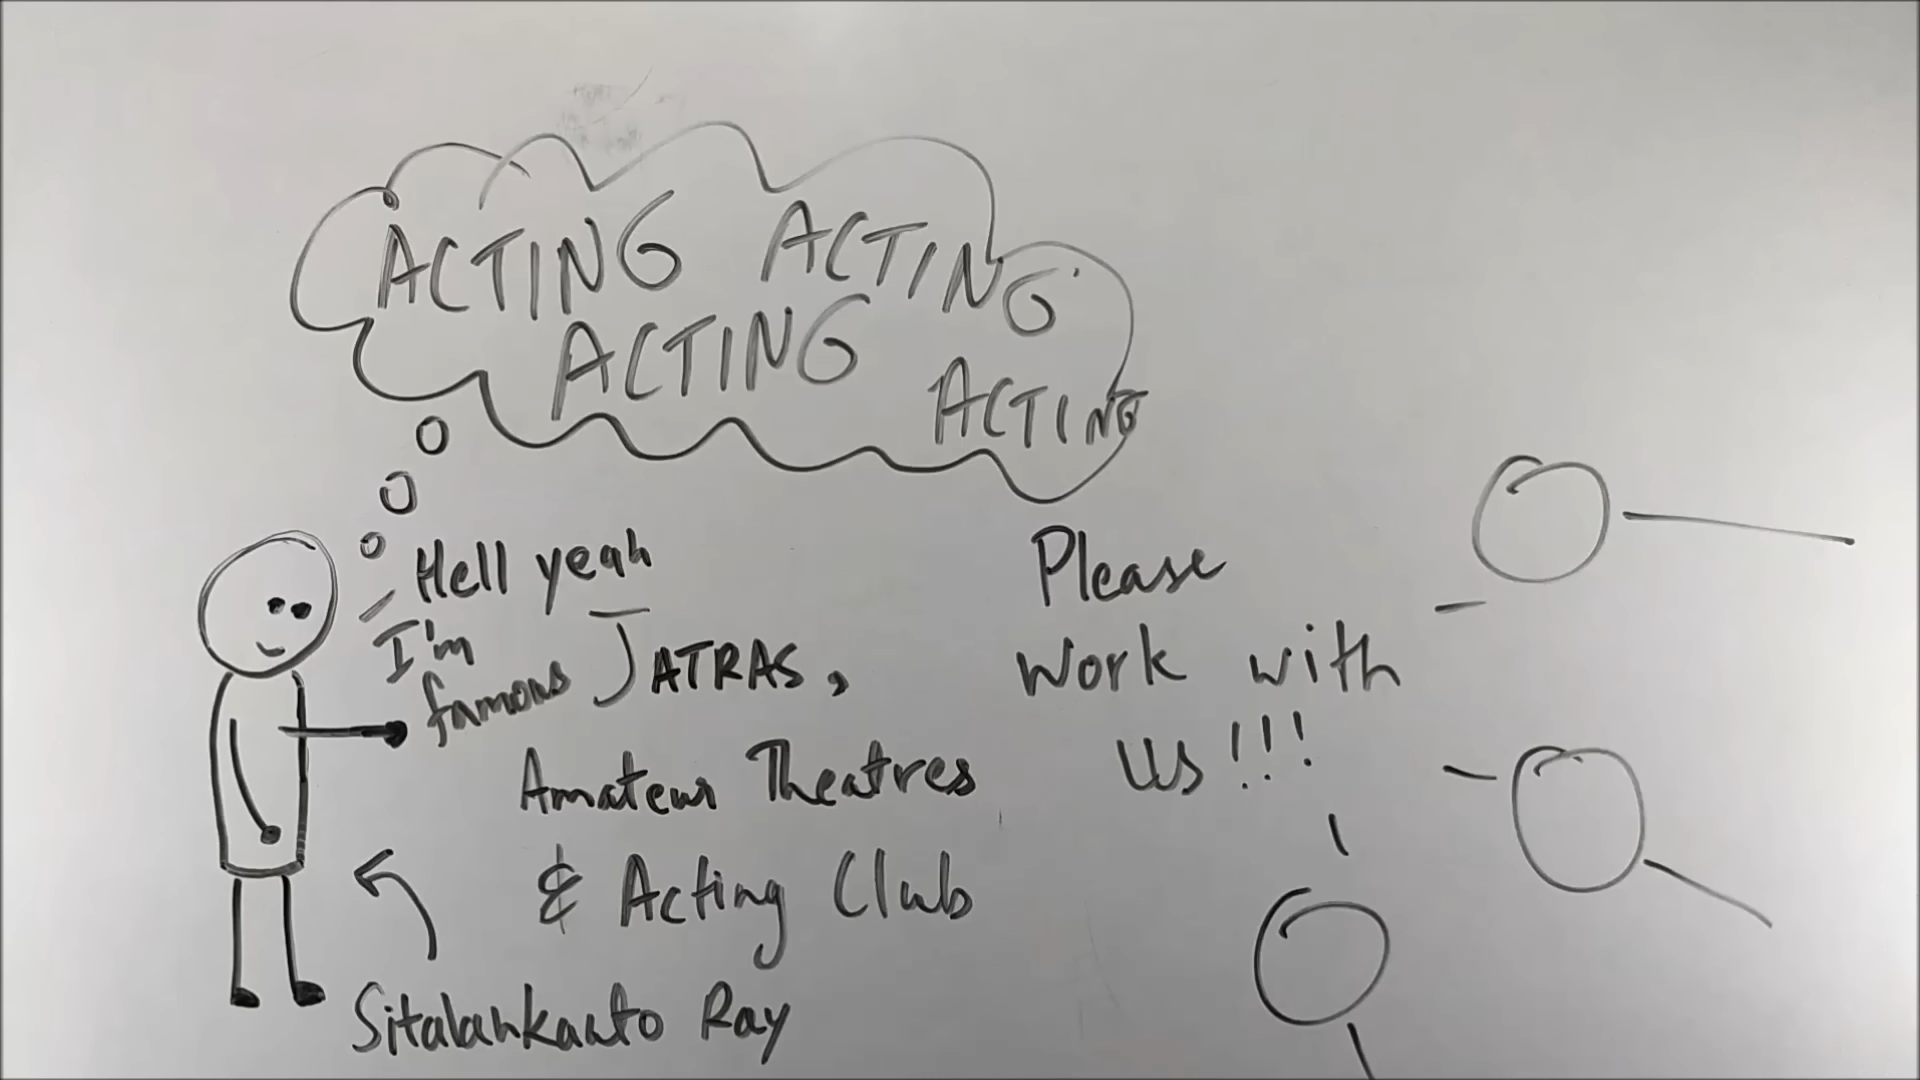 ACTING ACTING
ACTING
ACTING
Hell yeah
I'm
famous JATRAS,
Amateur Theatres
& Acting Club
Please
Work with
Us!!!
Sitalankanto Ray